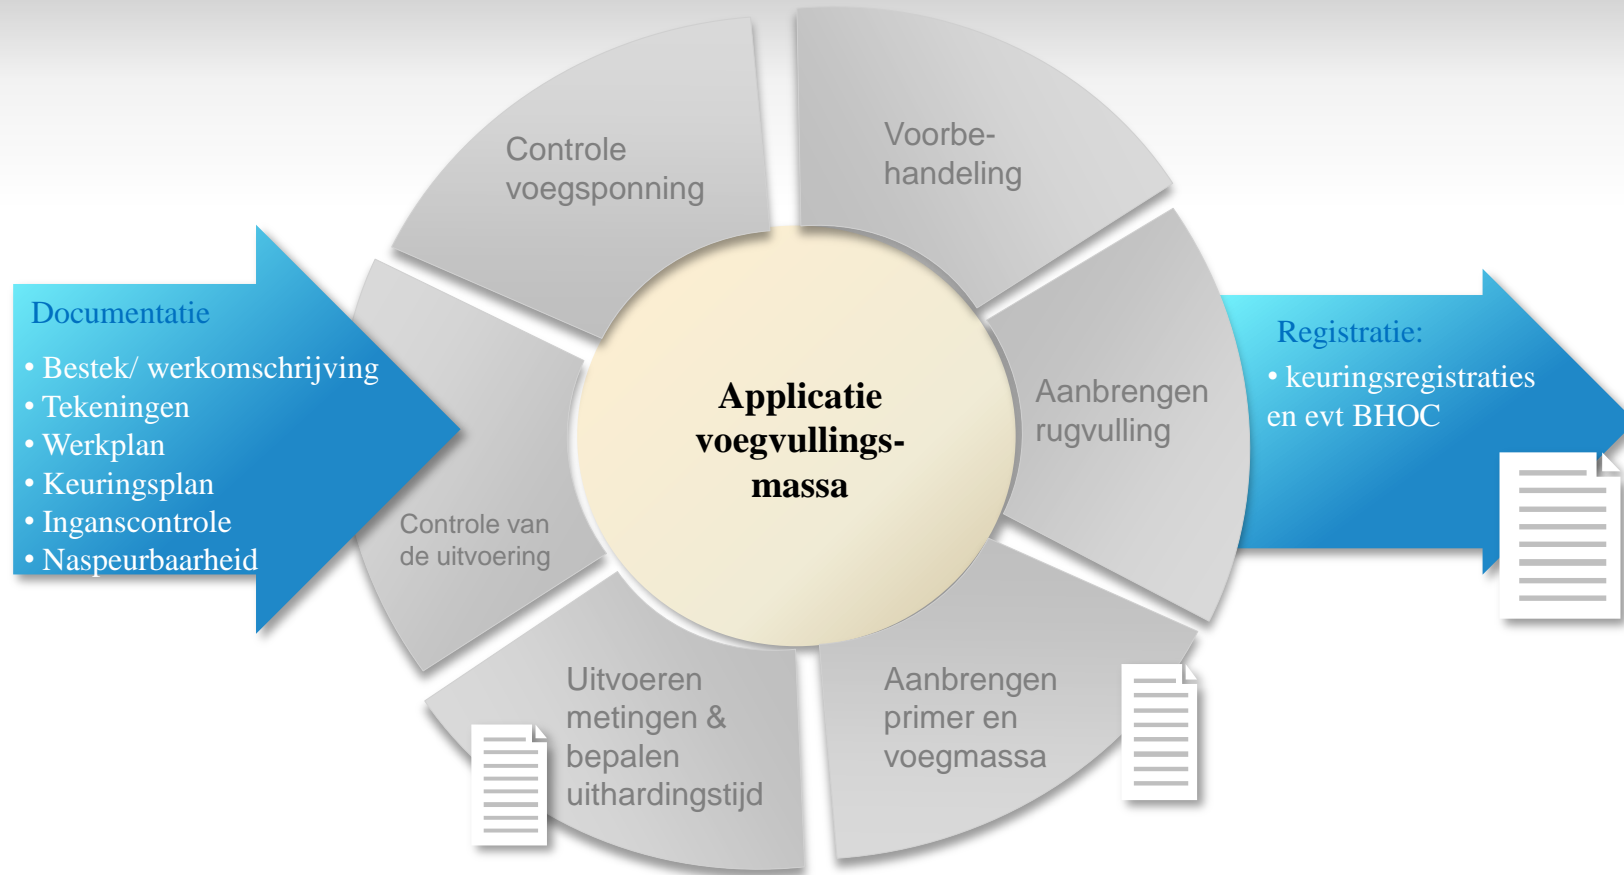 Controle
voegsponning
Voorbe-
handeling
Documentatie
• Bestek/ werkomschrijving
• Tekeningen
• Werkplan
• Keuringsplan
• Inganscontrole
• Naspeurbaarheid
Applicatie
voegvullings-
massa
Aanbrengen
rugvulling
Registratie:
• keuringsregistraties
en evt BHOC
Controle van
de uitvoering
Uitvoeren
metingen &
bepalen
uithardingstijd
Aanbrengen
primer en
voegmassa